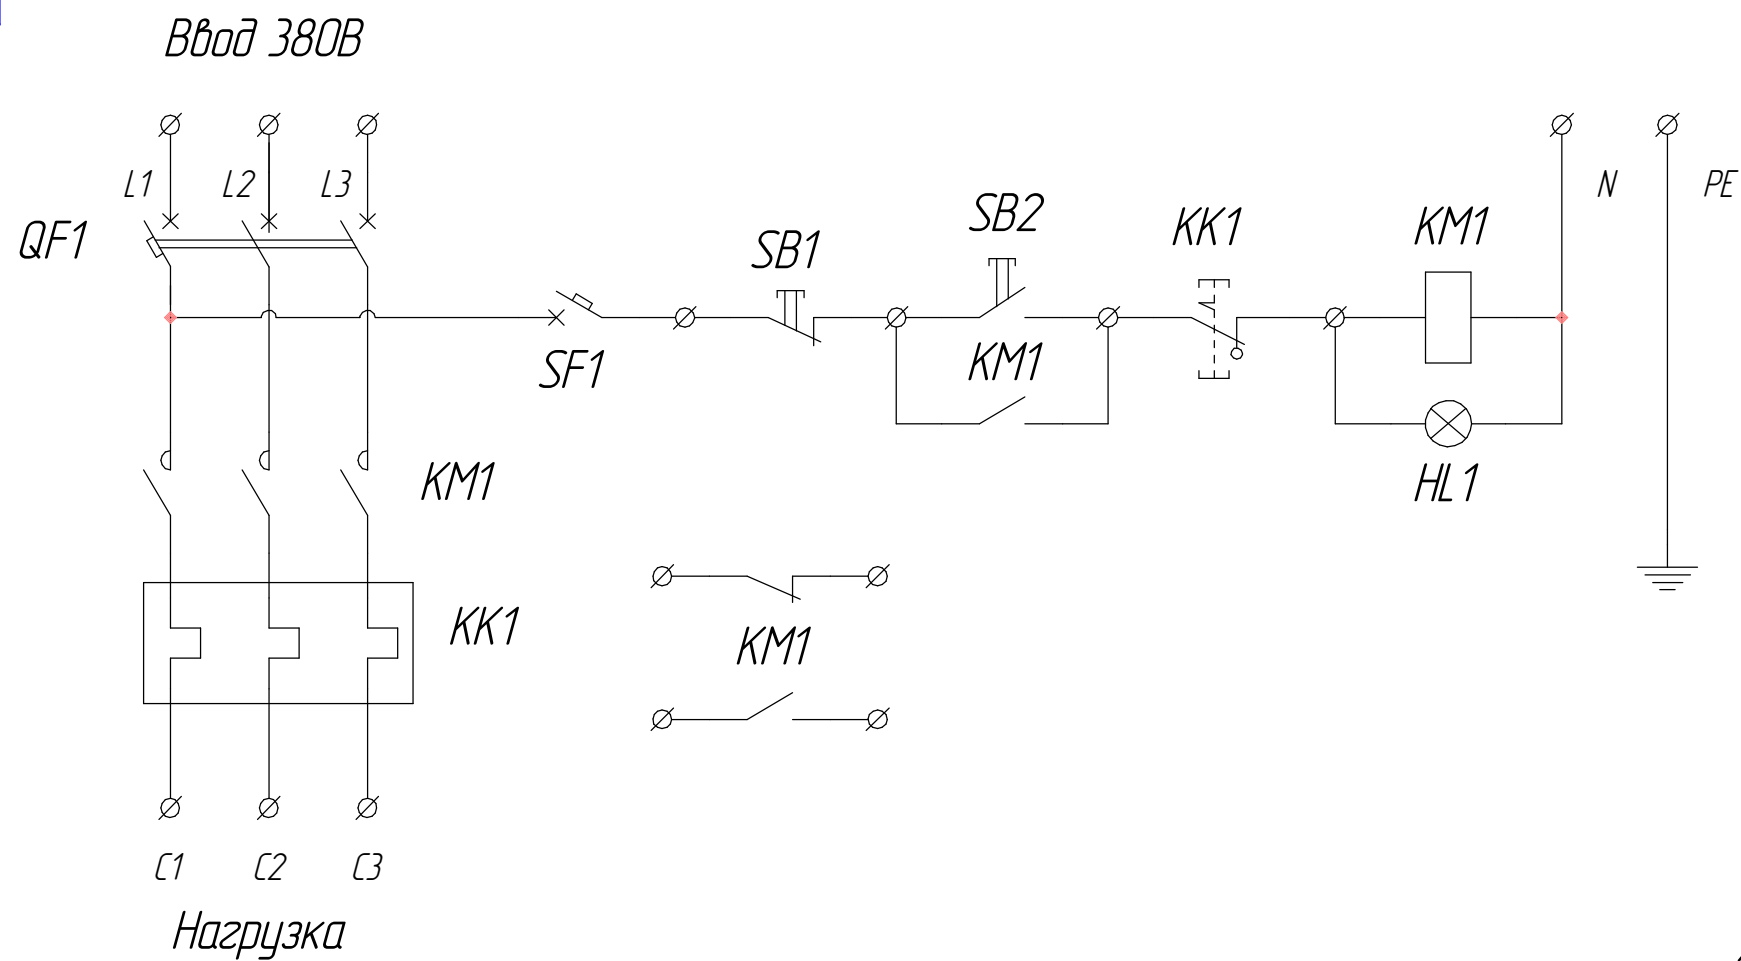 Ввод 380В
L1 L2 L3 N PE
QF1
SB1 SB2 KK1 KM1
SF1 KM1
KM1 HL1
KK1 KM1
C1 C2 C3
Нагрузка